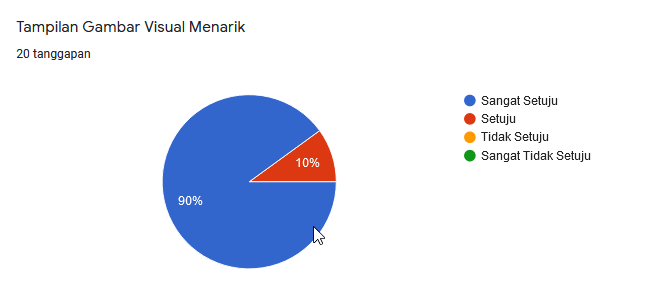 Tampilan Gambar Visual Menarik
20 tanggapan
Sangat Setuju
Setuju
Tidak Setuju
Sangat Tidak Setuju
10%
90%